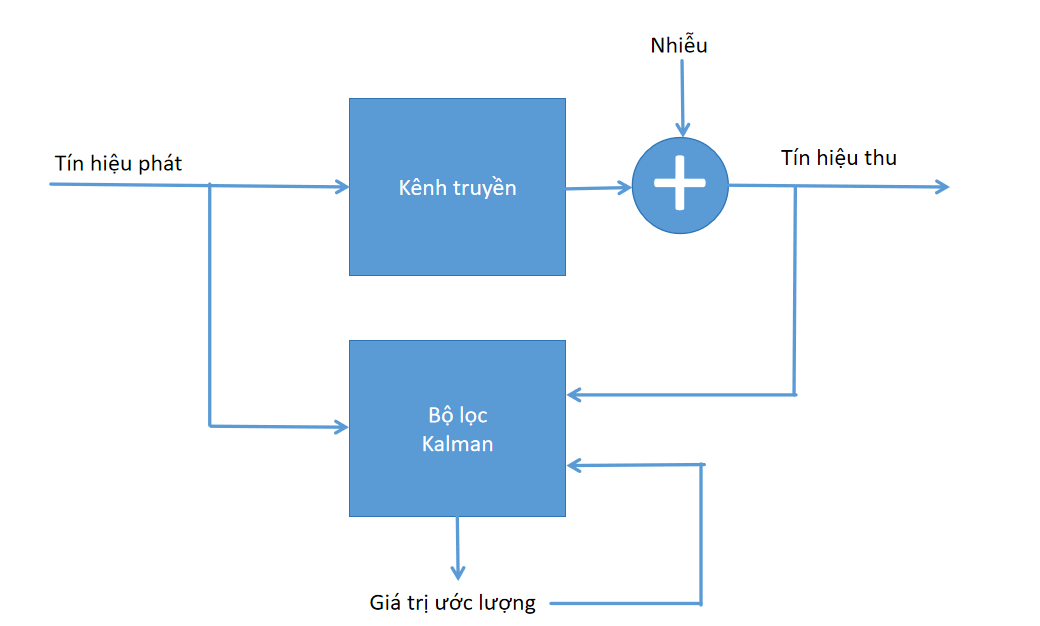 Nhiễu
Tín hiệu phát
Tín hiệu thu
Kênh truyền
Bộ lọc
Kalman
Giá trị ước lượng